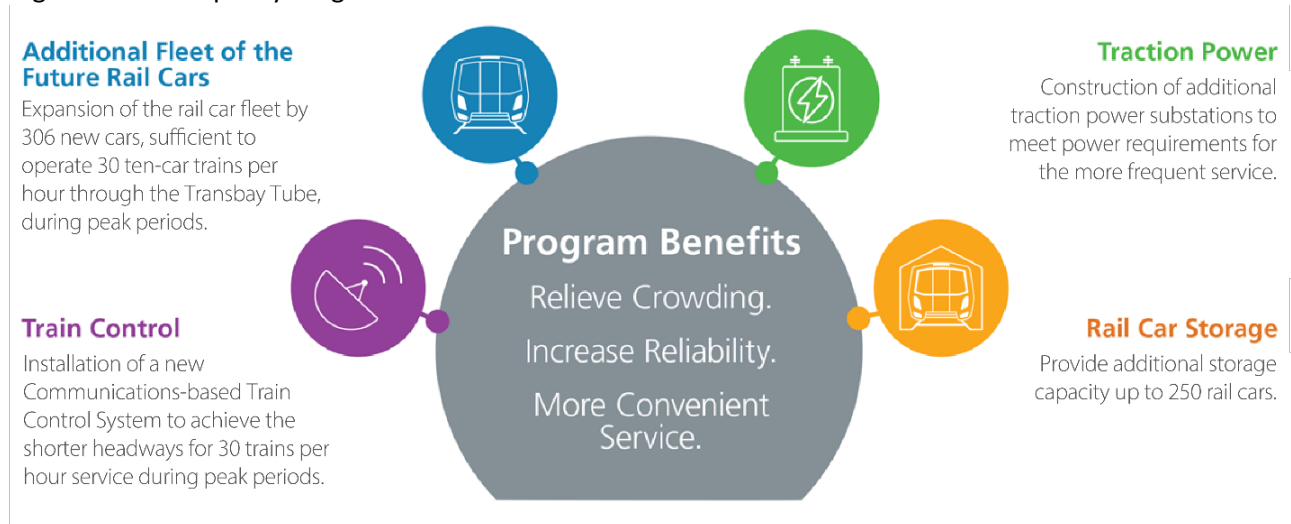 Additional Fleet of the
Future Rail Cars
Expansion of the rail car fleet by
306 new cars, sufficient to
operate 30 ten-car trains per
hour through the Transbay Tube,
during peak periods.
Train Control
Installation of a new
Communications-based Train
Control System to achieve the
shorter headways for 30 trains per
hour service during peak periods.
Program Benefits
Relieve Crowding.
Increase Reliability.
More Convenient
Service.
Traction Power
Construction of additional
traction power substations to
meet power requirements for
the more frequent service.
Rail Car Storage
Provide additional storage
capacity up to 250 rail cars.